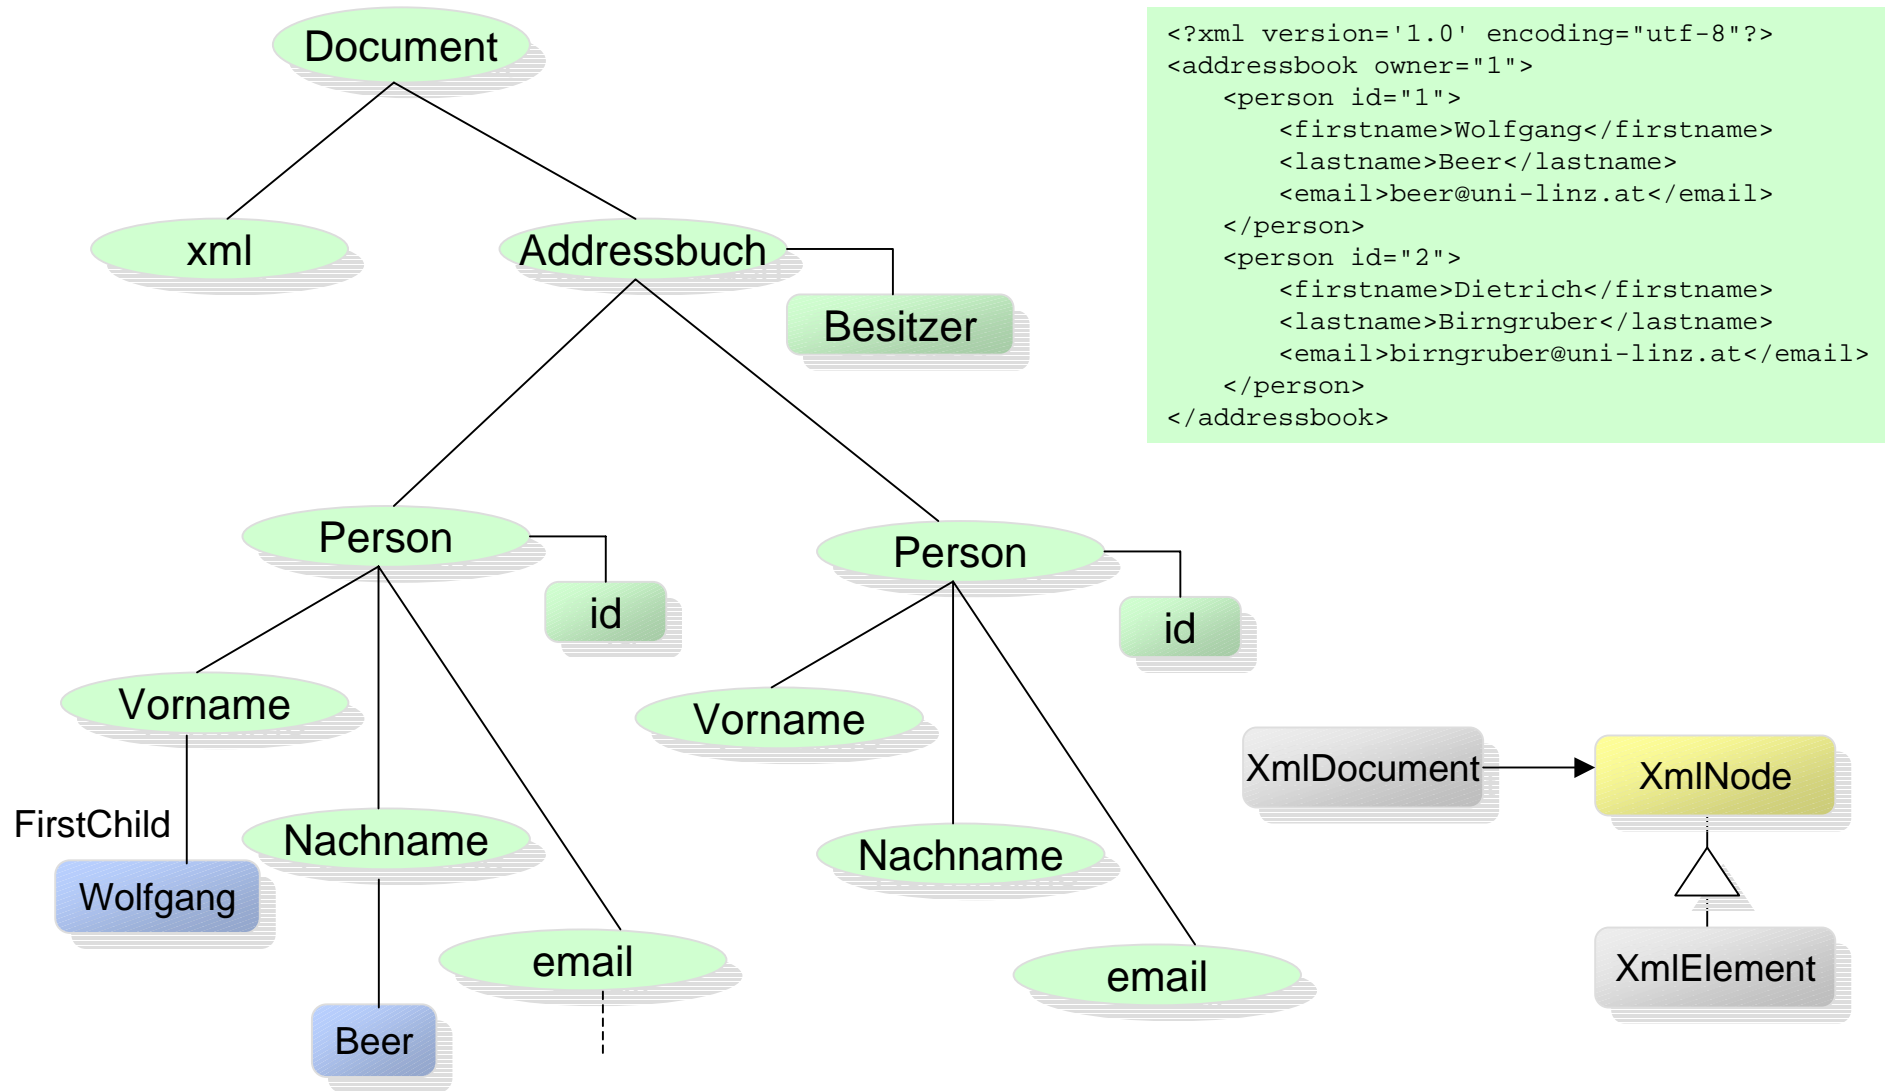 Document
<?xml version='1.0' encoding="utf-8"?>
<addressbook owner="1">
<person id="1">
<firstname>Wolfgang</firstname>
<lastname>Beer</lastname>
<email>beer@uni-linz.at</email>
</person>
<person id="2">
<firstname>Dietrich</firstname>
<lastname>Birngruber</lastname>
<email>birngruber@uni-linz.at</email>
</person>
</addressbook>
xml
Addressbuch
Besitzer
Person
id
Person
id
Vorname
Vorname
FirstChild
Nachname
Nachname
Wolfgang
email
email
Beer
XmlDocument
XmlNode
XmlElement